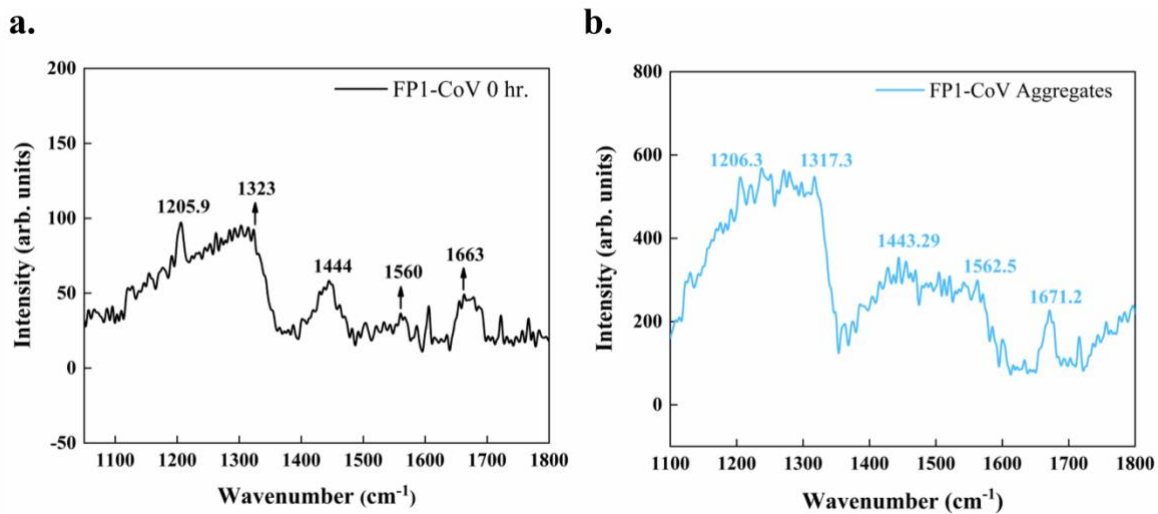 a.
200
150
100
50
0
-50
Intensity (arb. units)
FP1-CoV 0 hr.
1205.9
1323
1444
1560
1663
1100 1200 1300 1400 1500 1600 1700 1800
Wavenumber (cm⁻¹)
b.
800
600
400
200
0
Intensity (arb. units)
FP1-CoV Aggregates
1206.3
1317.3
1443.29
1562.5
1671.2
1100 1200 1300 1400 1500 1600 1700 1800
Wavenumber (cm⁻¹)